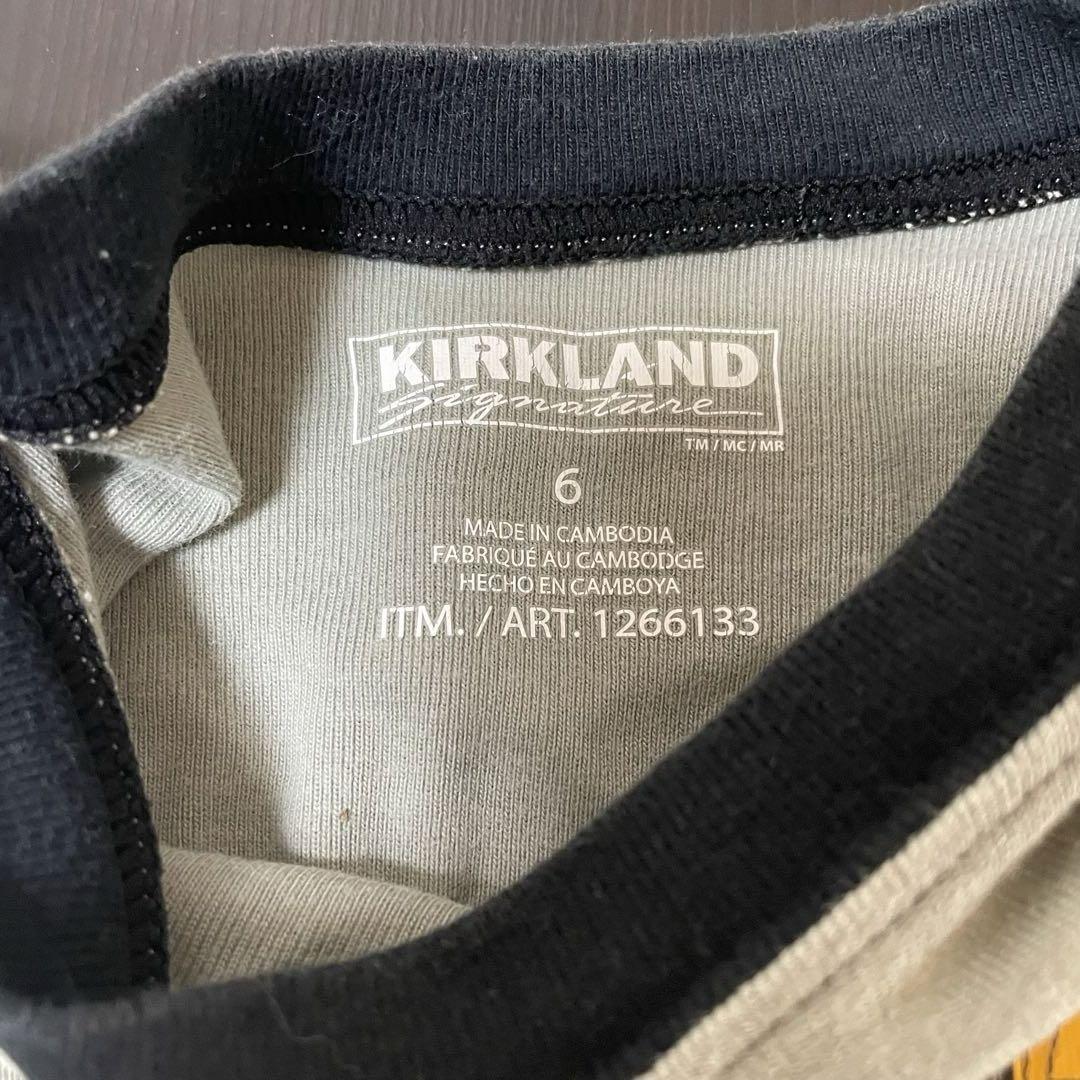 KIRKLAND
Signature
TM / MC / MR
6
MADE IN CAMBODIA
FABRIQUÉ AU CAMBODGE
HECHO EN CAMBOYA
ITM. / ART. 1266133